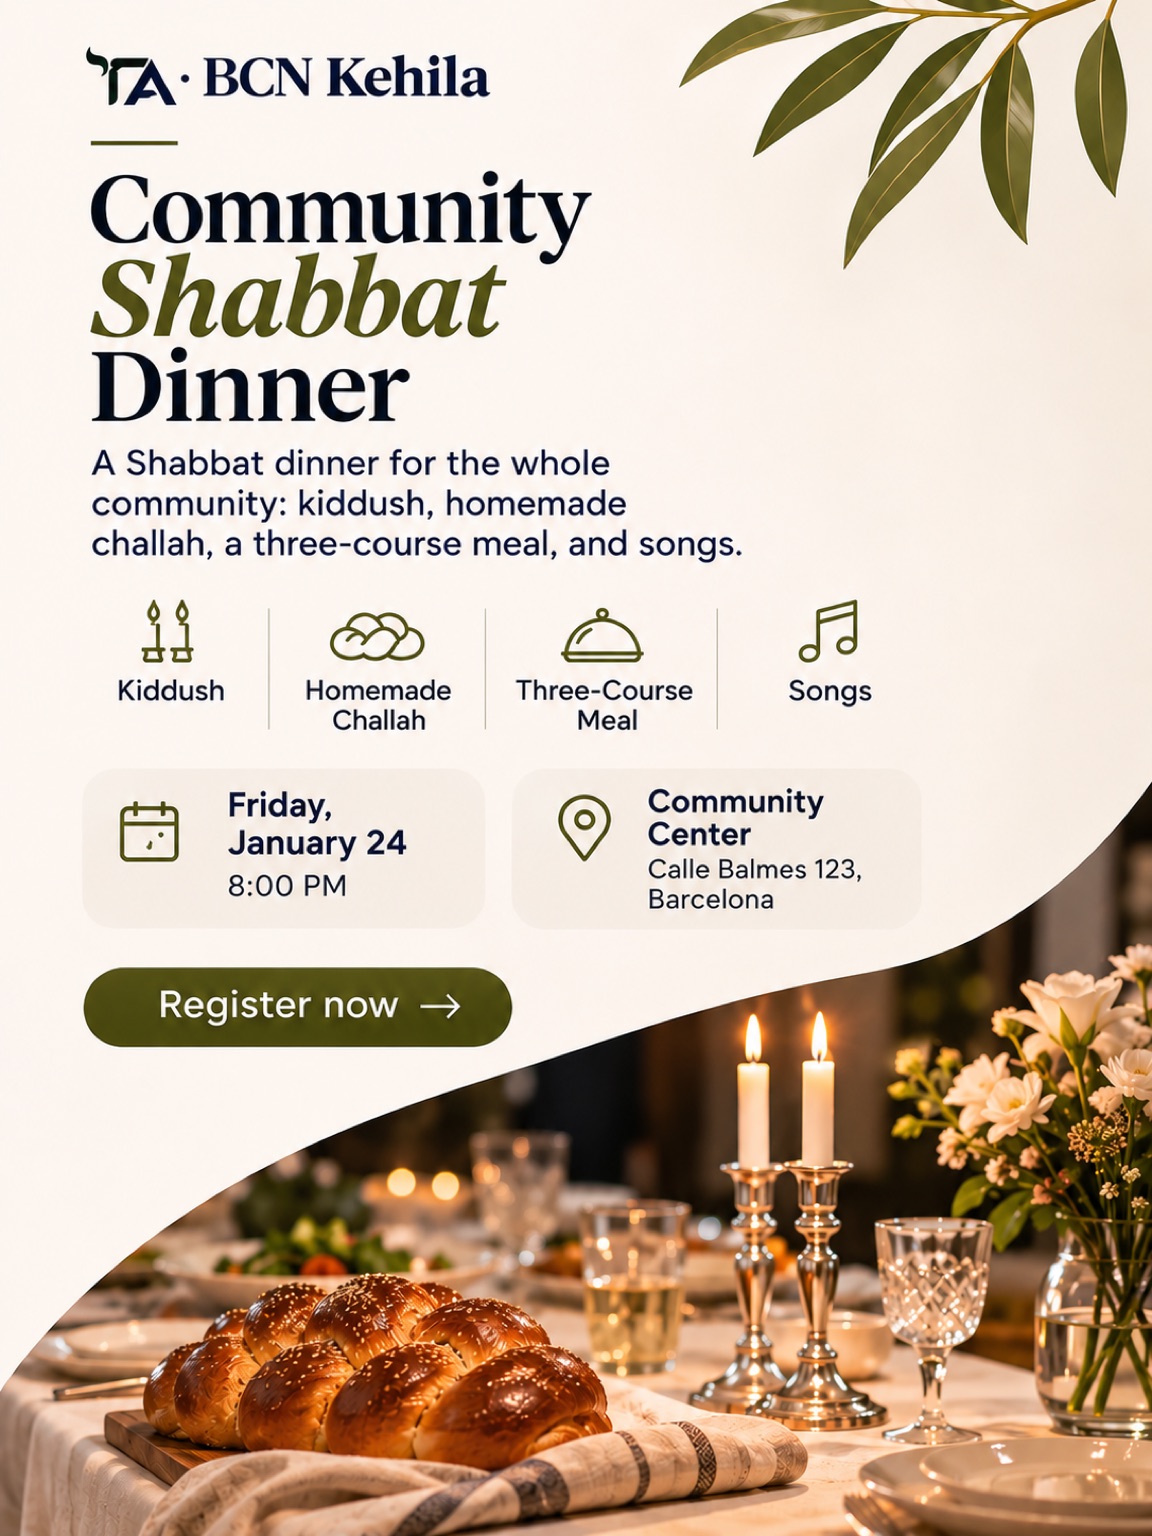 TA · BCN Kehila
Community
Shabbat
Dinner
A Shabbat dinner for the whole
community: kiddush, homemade
challah, a three-course meal, and songs.
Kiddush
Homemade
Challah
Three-Course
Meal
Songs
Friday,
January 24
8:00 PM
Community
Center
Calle Balmes 123,
Barcelona
Register now →